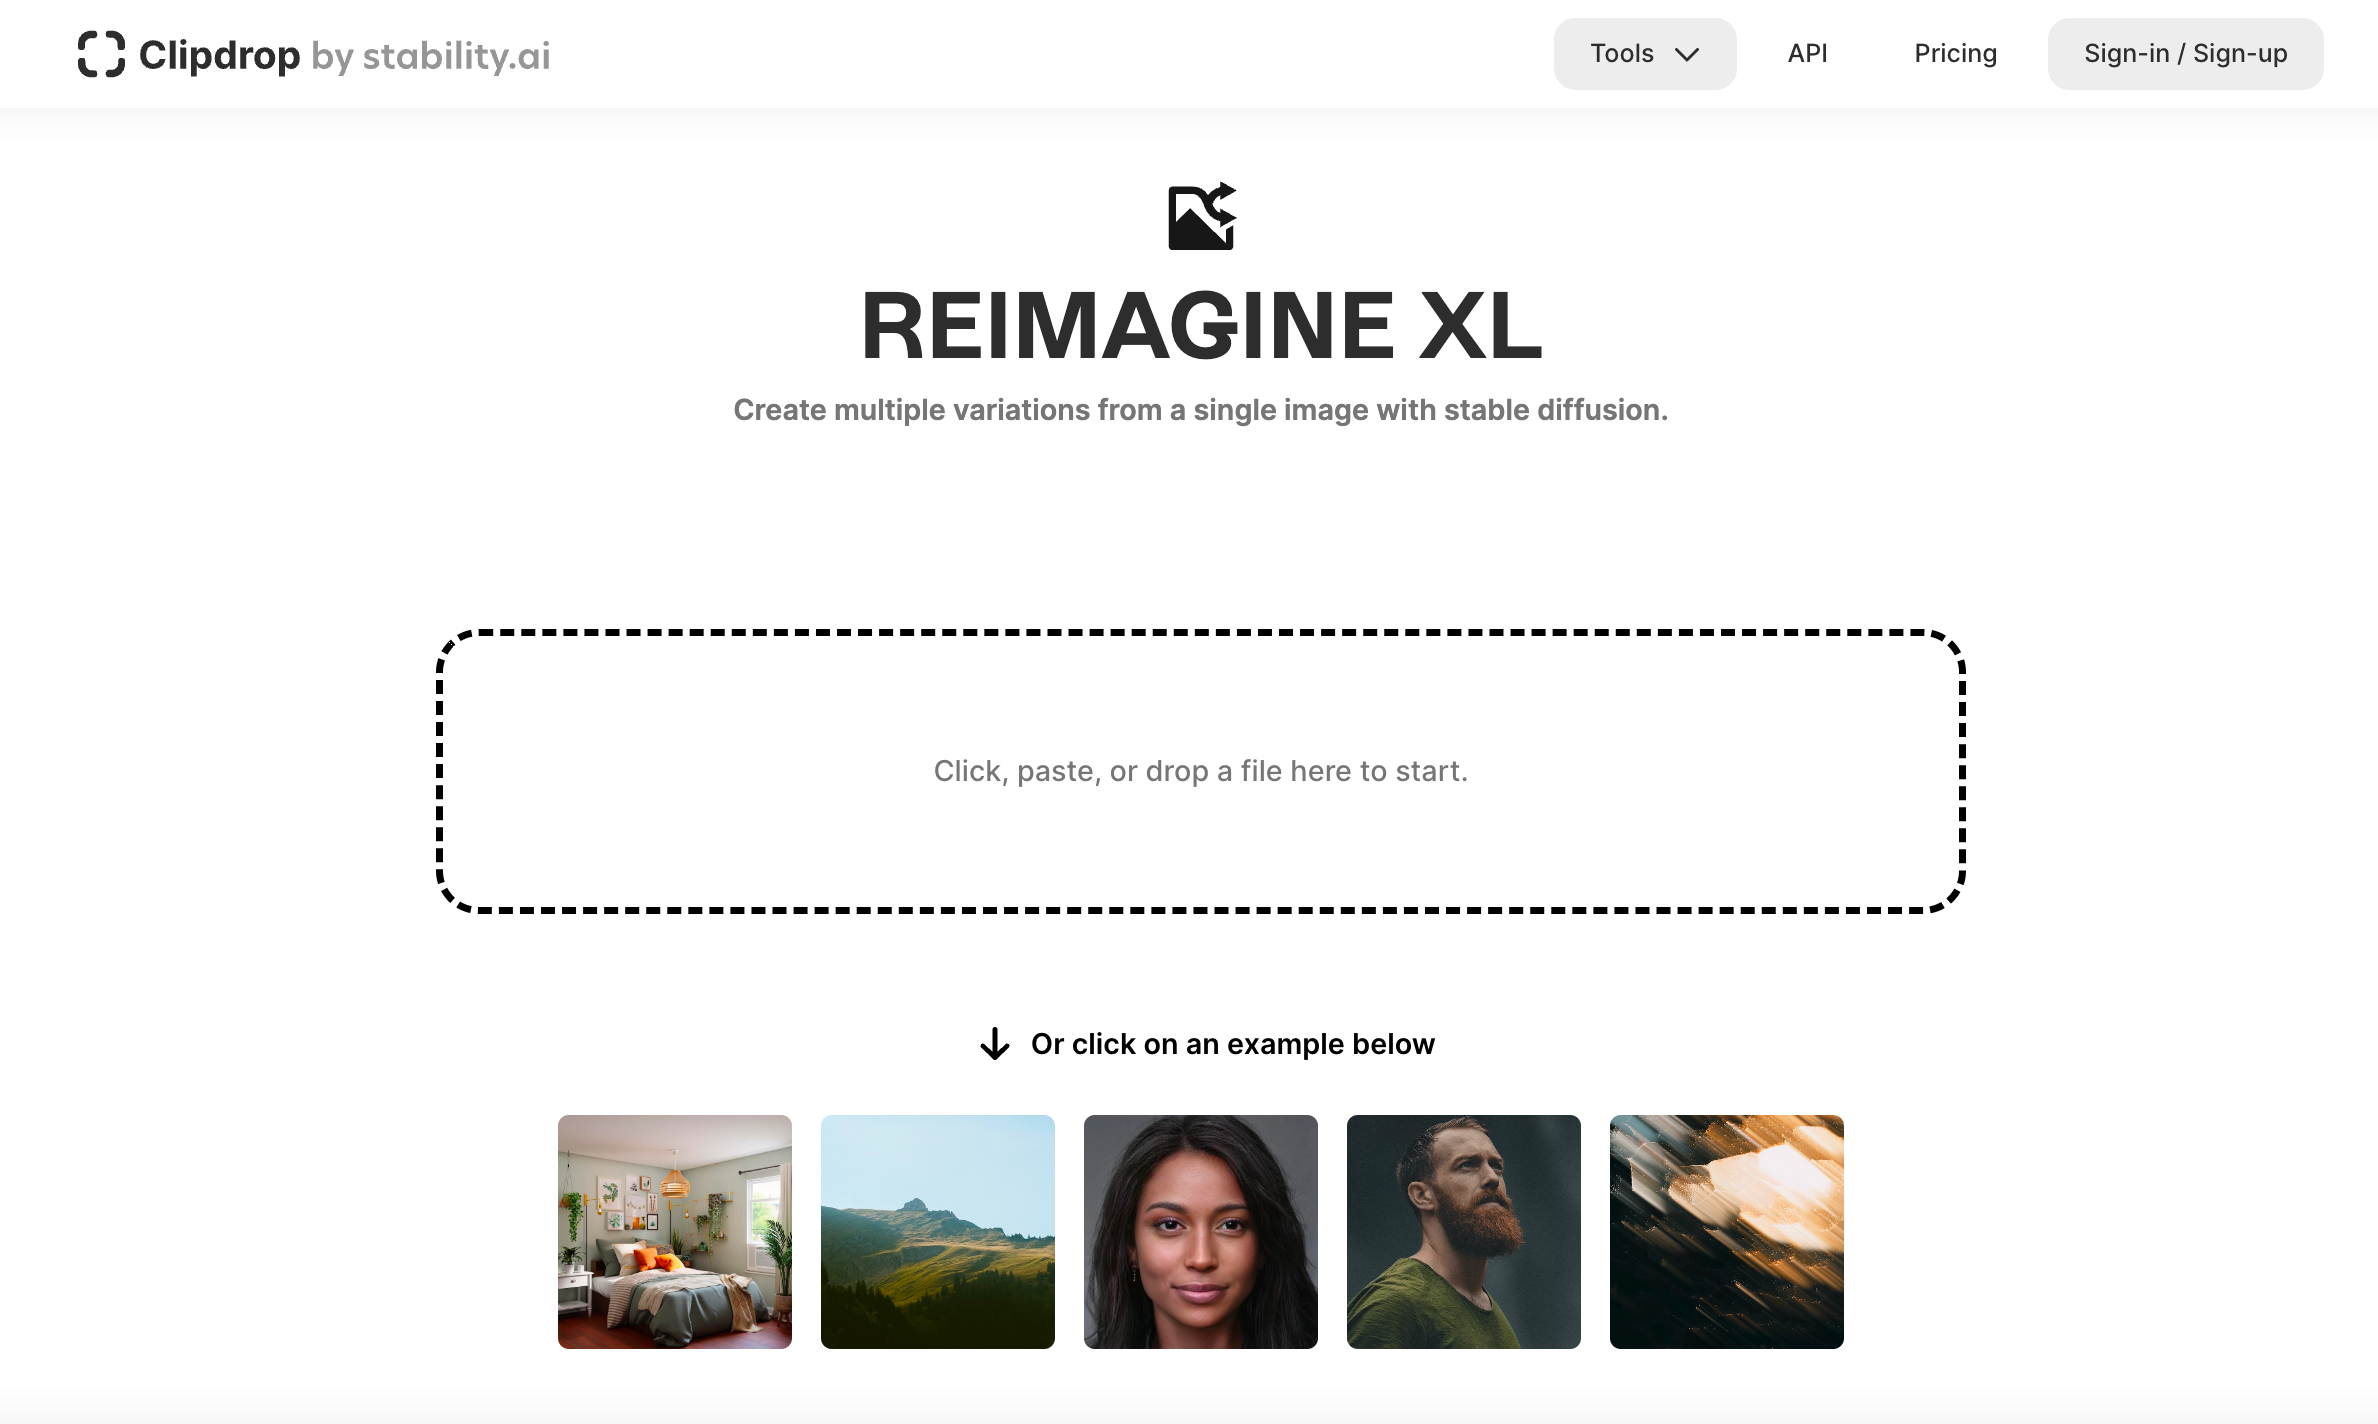 Clipdrop by stability.ai
Tools
API
Pricing
Sign-in / Sign-up
REIMAGINE XL
Create multiple variations from a single image with stable diffusion.
Click, paste, or drop a file here to start.
Or click on an example below